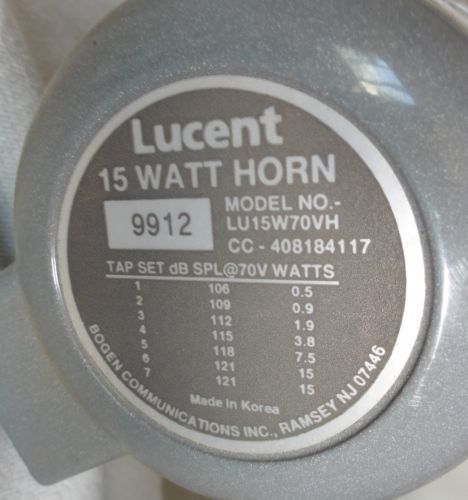 Lucent
15 WATT HORN
9912
MODEL NO.-
LU15W70VH
CC - 408184117
TAP SET dB SPL@70V WATTS
1 106 0.5
2 109 0.9
3 112 1.9
4 115 3.8
5 118 7.5
6 121 15
7 121 15
Made in Korea
BOGEN COMMUNICATIONS INC., RAMSEY NJ 07446